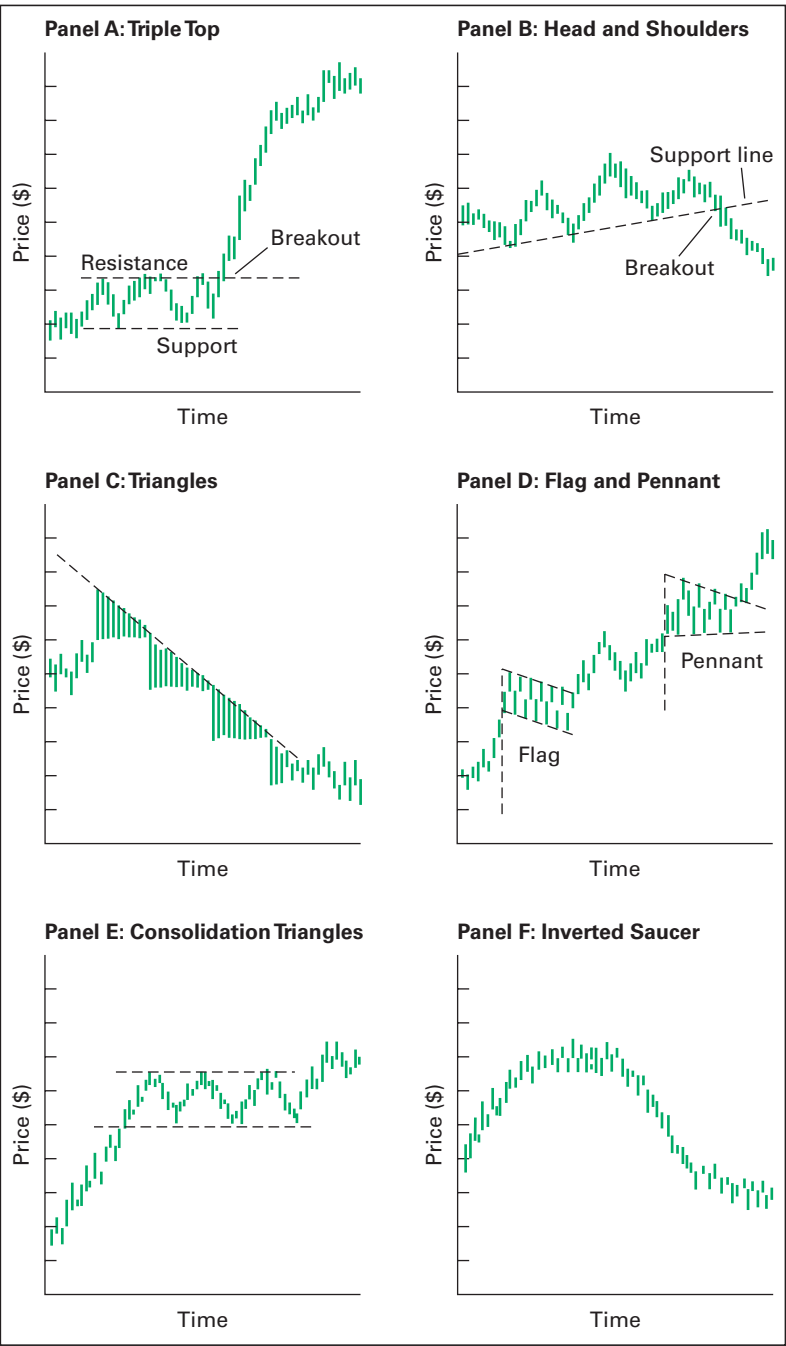 Panel A: Triple Top
Price ($)
Resistance
Breakout
Support
Time
Panel B: Head and Shoulders
Price ($)
Support line
Breakout
Time
Panel C: Triangles
Price ($)
Time
Panel D: Flag and Pennant
Price ($)
Pennant
Flag
Time
Panel E: Consolidation Triangles
Price ($)
Time
Panel F: Inverted Saucer
Price ($)
Time